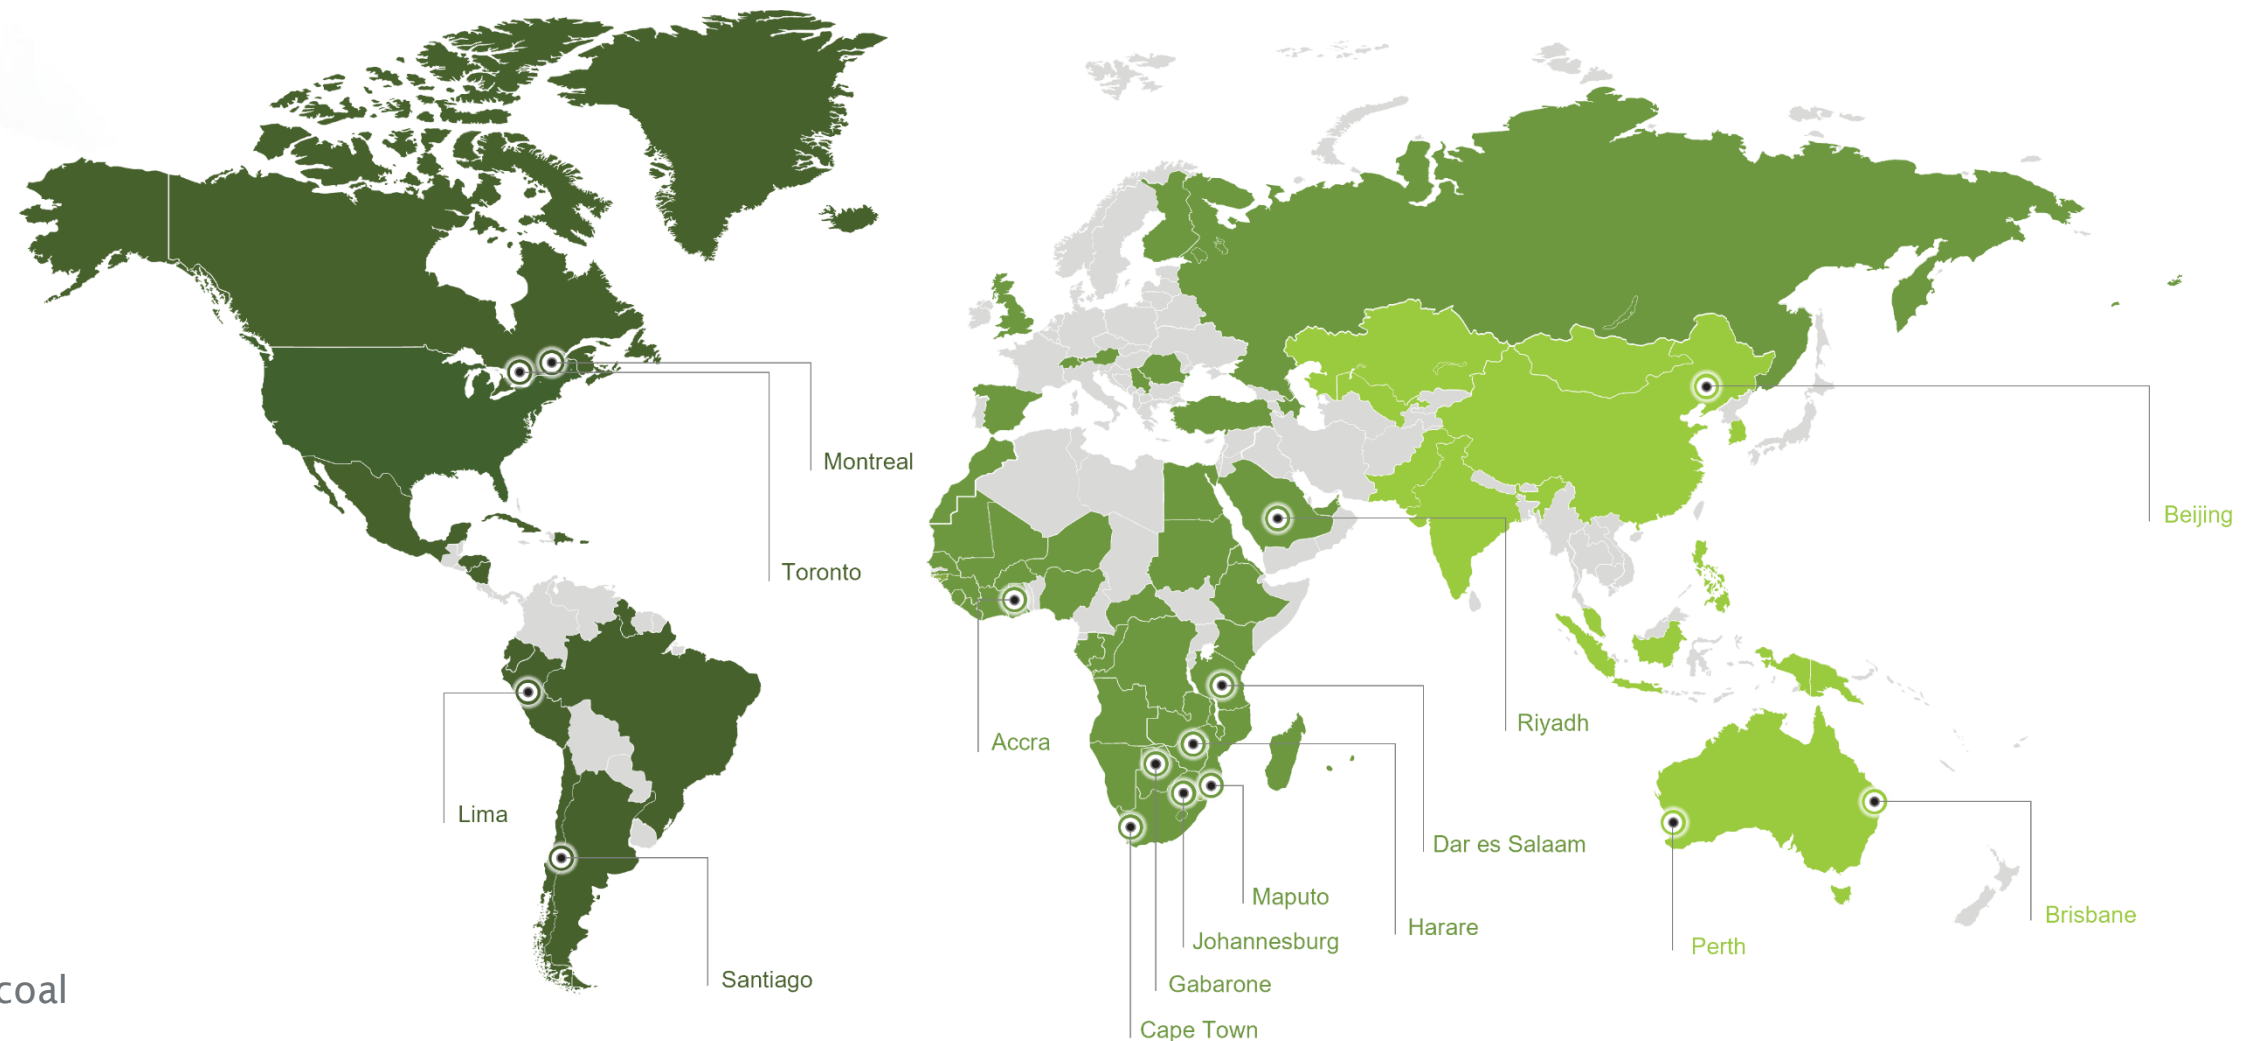 Montreal
Beijing
Toronto
Riyadh
Accra
Lima
Dar es Salaam
Maputo
Brisbane
Harare
Johannesburg
Perth
Santiago
Gabarone
coal
Cape Town